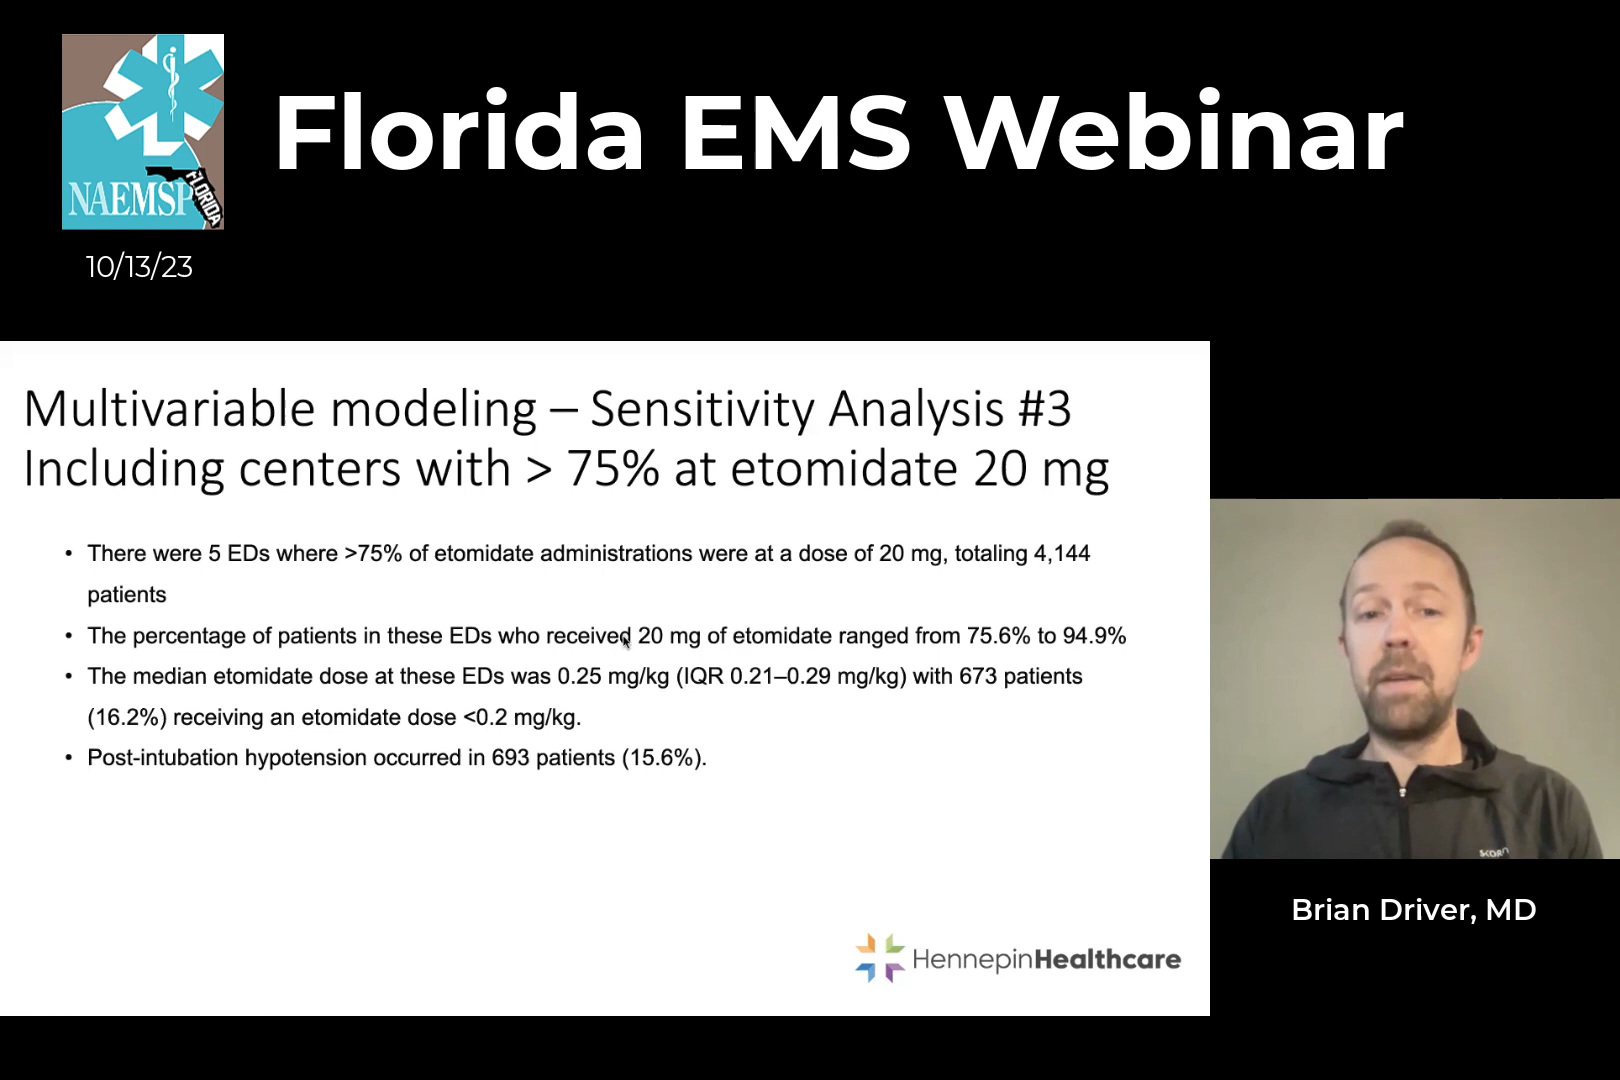 Florida EMS Webinar
NAEMSP
FLORIDA
10/13/23
Multivariable modeling – Sensitivity Analysis #3
Including centers with > 75% at etomidate 20 mg
• There were 5 EDs where >75% of etomidate administrations were at a dose of 20 mg, totaling 4,144
patients
• The percentage of patients in these EDs who received 20 mg of etomidate ranged from 75.6% to 94.9%
• The median etomidate dose at these EDs was 0.25 mg/kg (IQR 0.21–0.29 mg/kg) with 673 patients
(16.2%) receiving an etomidate dose <0.2 mg/kg.
• Post-intubation hypotension occurred in 693 patients (15.6%).
HennepinHealthcare
Brian Driver, MD